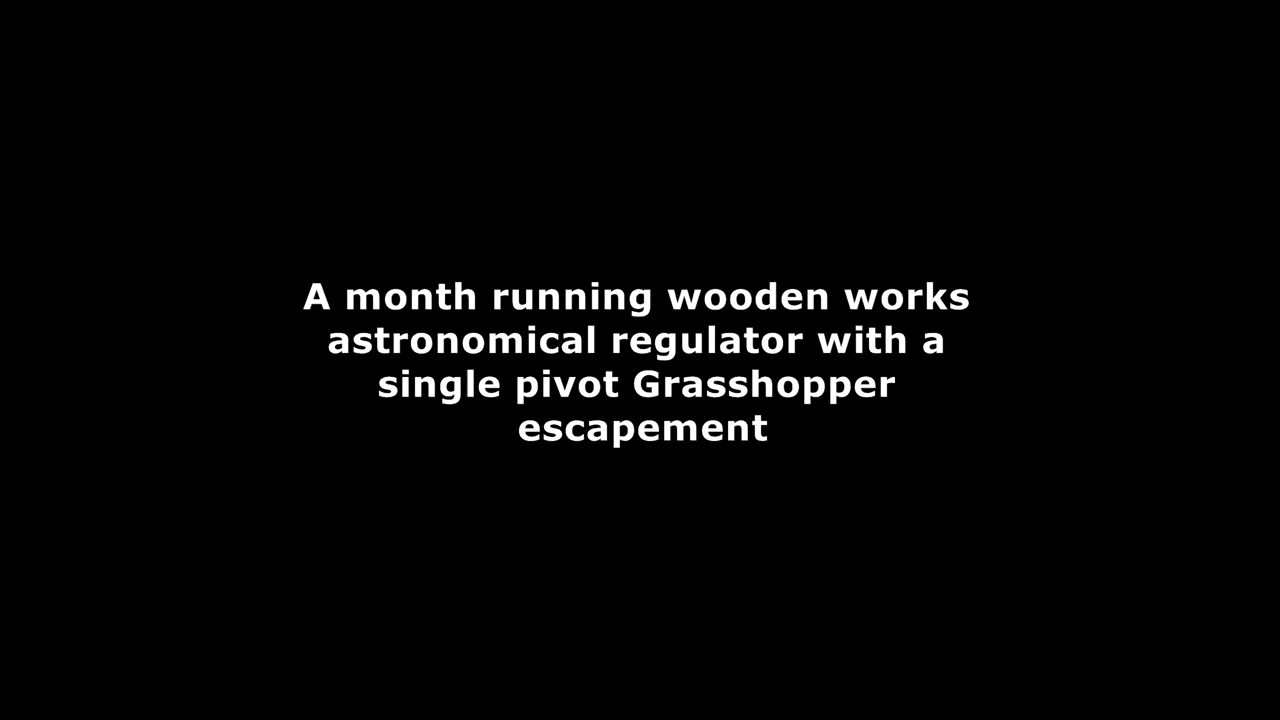 A month running wooden works
astronomical regulator with a
single pivot Grasshopper
escapement